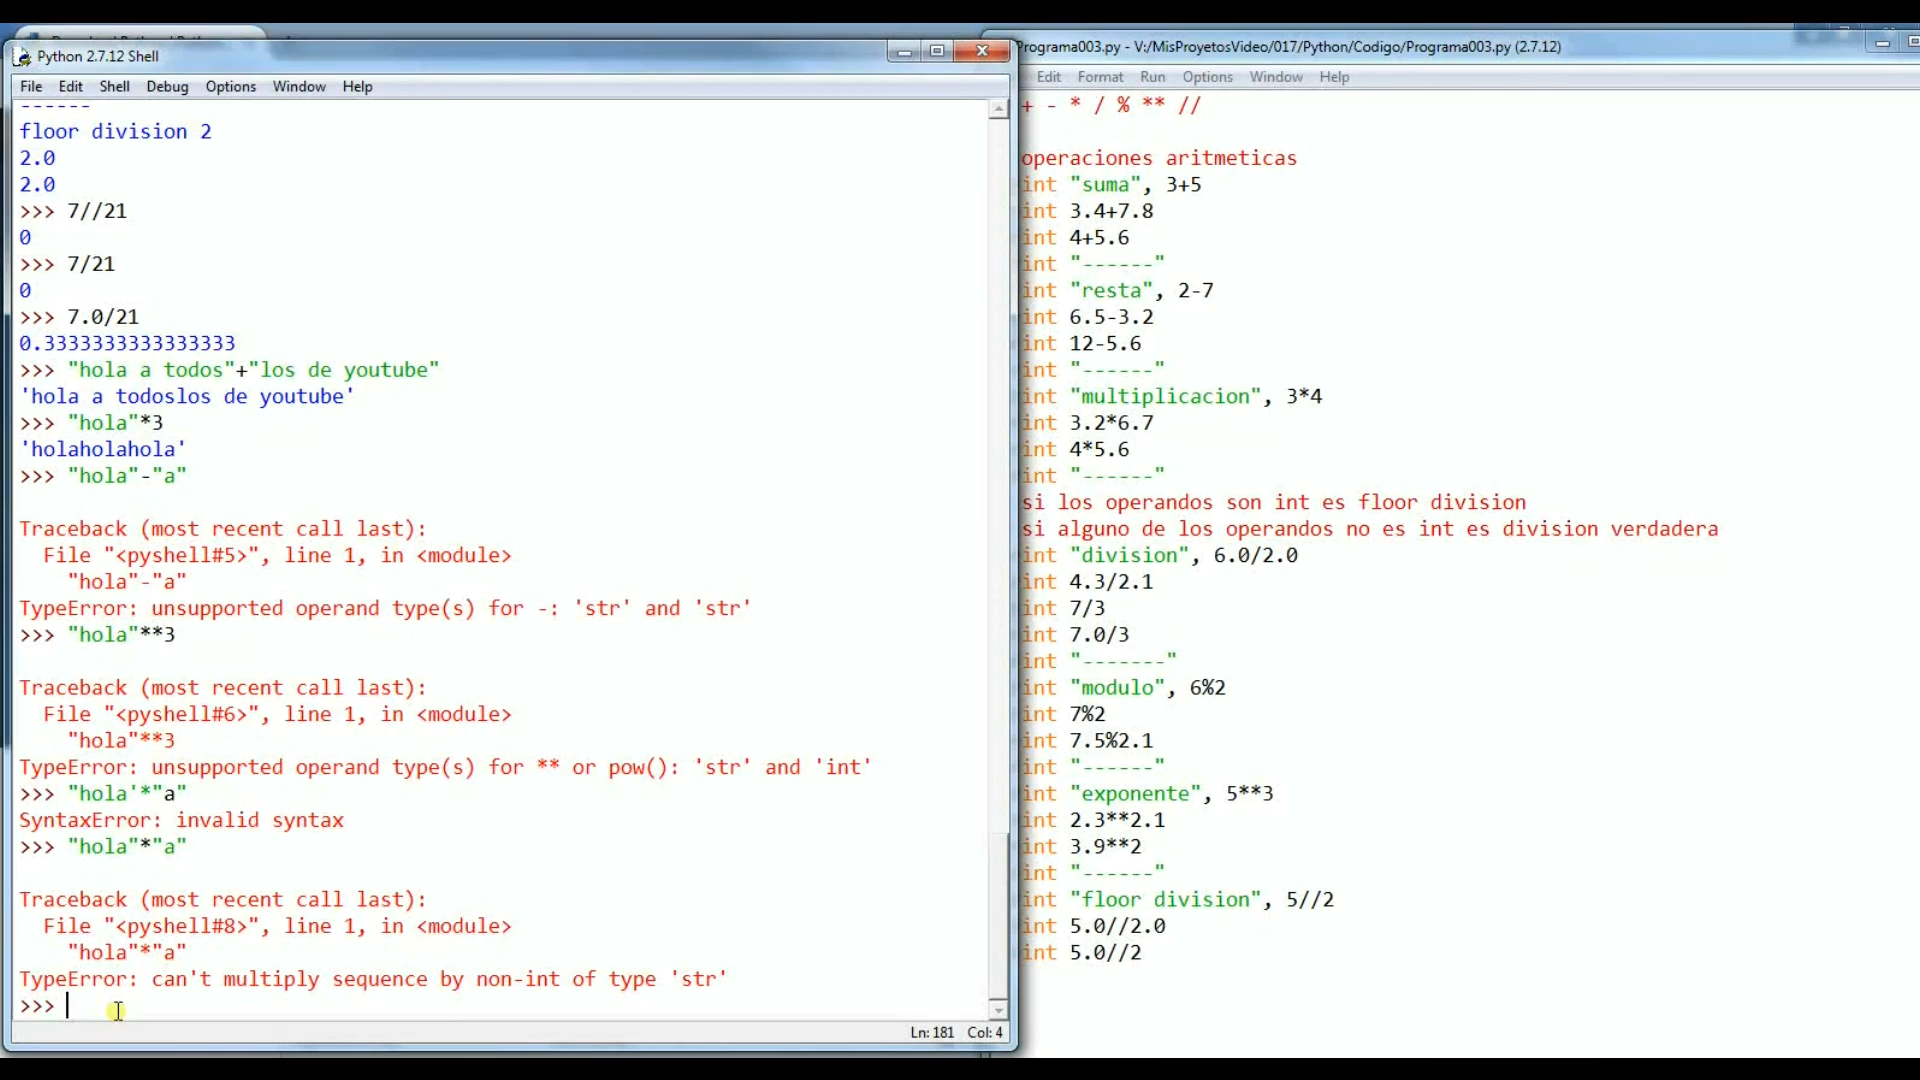 Python 2.7.12 Shell
File Edit Shell Debug Options Window Help
------
floor division 2
2.0
2.0
>>> 7//21
0
>>> 7/21
0
>>> 7.0/21
0.3333333333333333
>>> "hola a todos"+"los de youtube"
'hola a todoslos de youtube'
>>> "hola"*3
'holaholahola'
>>> "hola"-"a"
Traceback (most recent call last):
File "<pyshell#5>", line 1, in <module>
"hola"-"a"
TypeError: unsupported operand type(s) for -: 'str' and 'str'
>>> "hola"**3
Traceback (most recent call last):
File "<pyshell#6>", line 1, in <module>
"hola"**3
TypeError: unsupported operand type(s) for ** or pow(): 'str' and 'int'
>>> "hola'*"a"
SyntaxError: invalid syntax
>>> "hola"*"a"
Traceback (most recent call last):
File "<pyshell#8>", line 1, in <module>
"hola"*"a"
TypeError: can't multiply sequence by non-int of type 'str'
>>>
Ln: 181 Col: 4
Programa003.py - V:/MisProyetosVideo/017/Python/Codigo/Programa003.py (2.7.12)
Edit Format Run Options Window Help
+ - * / % ** //
operaciones aritmeticas
int "suma", 3+5
int 3.4+7.8
int 4+5.6
int "------"
int "resta", 2-7
int 6.5-3.2
int 12-5.6
int "------"
int "multiplicacion", 3*4
int 3.2*6.7
int 4*5.6
int "------"
si los operandos son int es floor division
si alguno de los operandos no es int es division verdadera
int "division", 6.0/2.0
int 4.3/2.1
int 7/3
int 7.0/3
int "-------"
int "modulo", 6%2
int 7%2
int 7.5%2.1
int "------"
int "exponente", 5**3
int 2.3**2.1
int 3.9**2
int "------"
int "floor division", 5//2
int 5.0//2.0
int 5.0//2